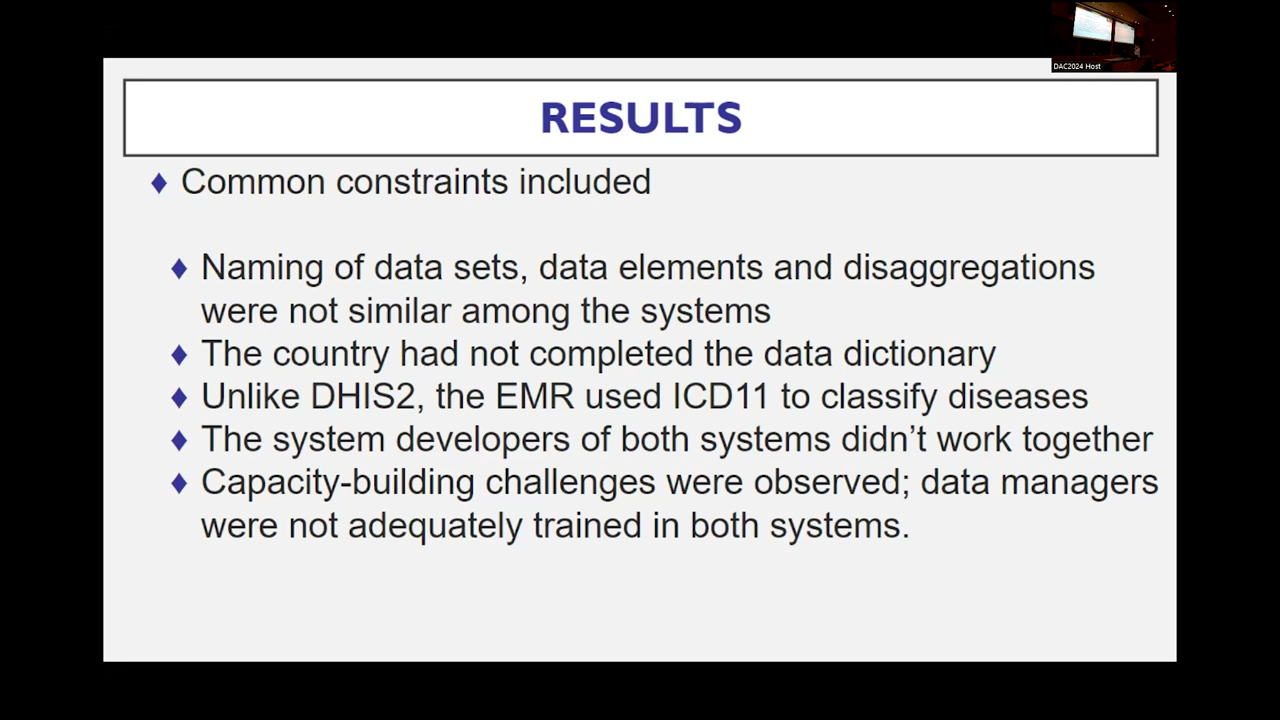 DAC2024 Host
RESULTS
Common constraints included
Naming of data sets, data elements and disaggregations
were not similar among the systems
The country had not completed the data dictionary
Unlike DHIS2, the EMR used ICD11 to classify diseases
The system developers of both systems didn’t work together
Capacity-building challenges were observed; data managers
were not adequately trained in both systems.